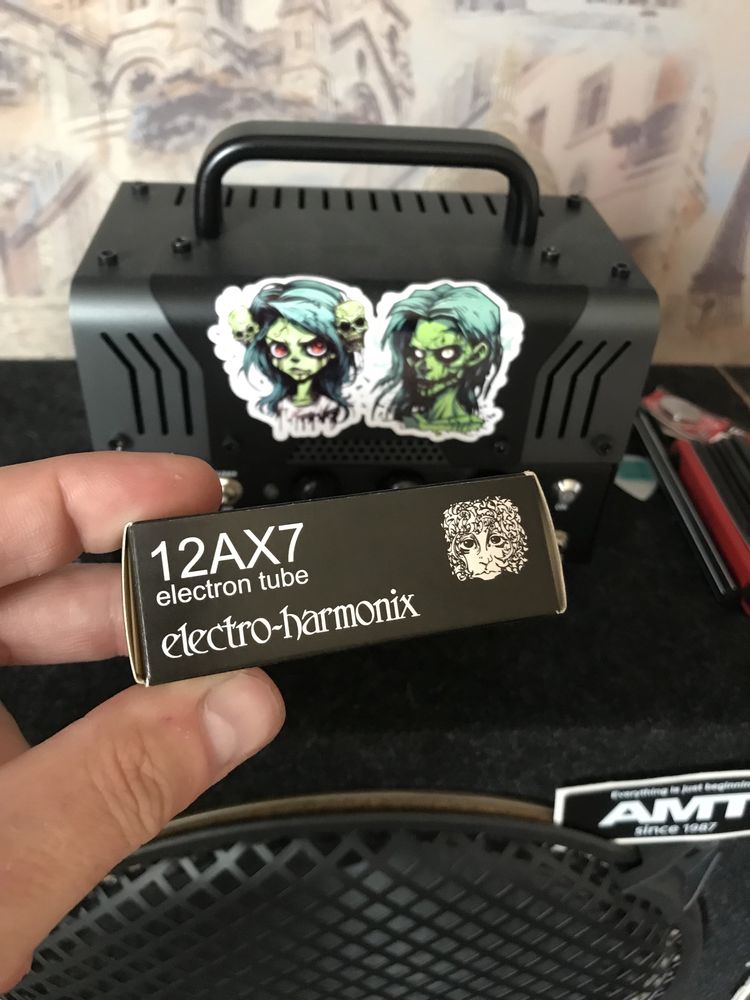 12AX7
electron tube
electro-harmonix
Everything is just beginning
AMT
since 1987